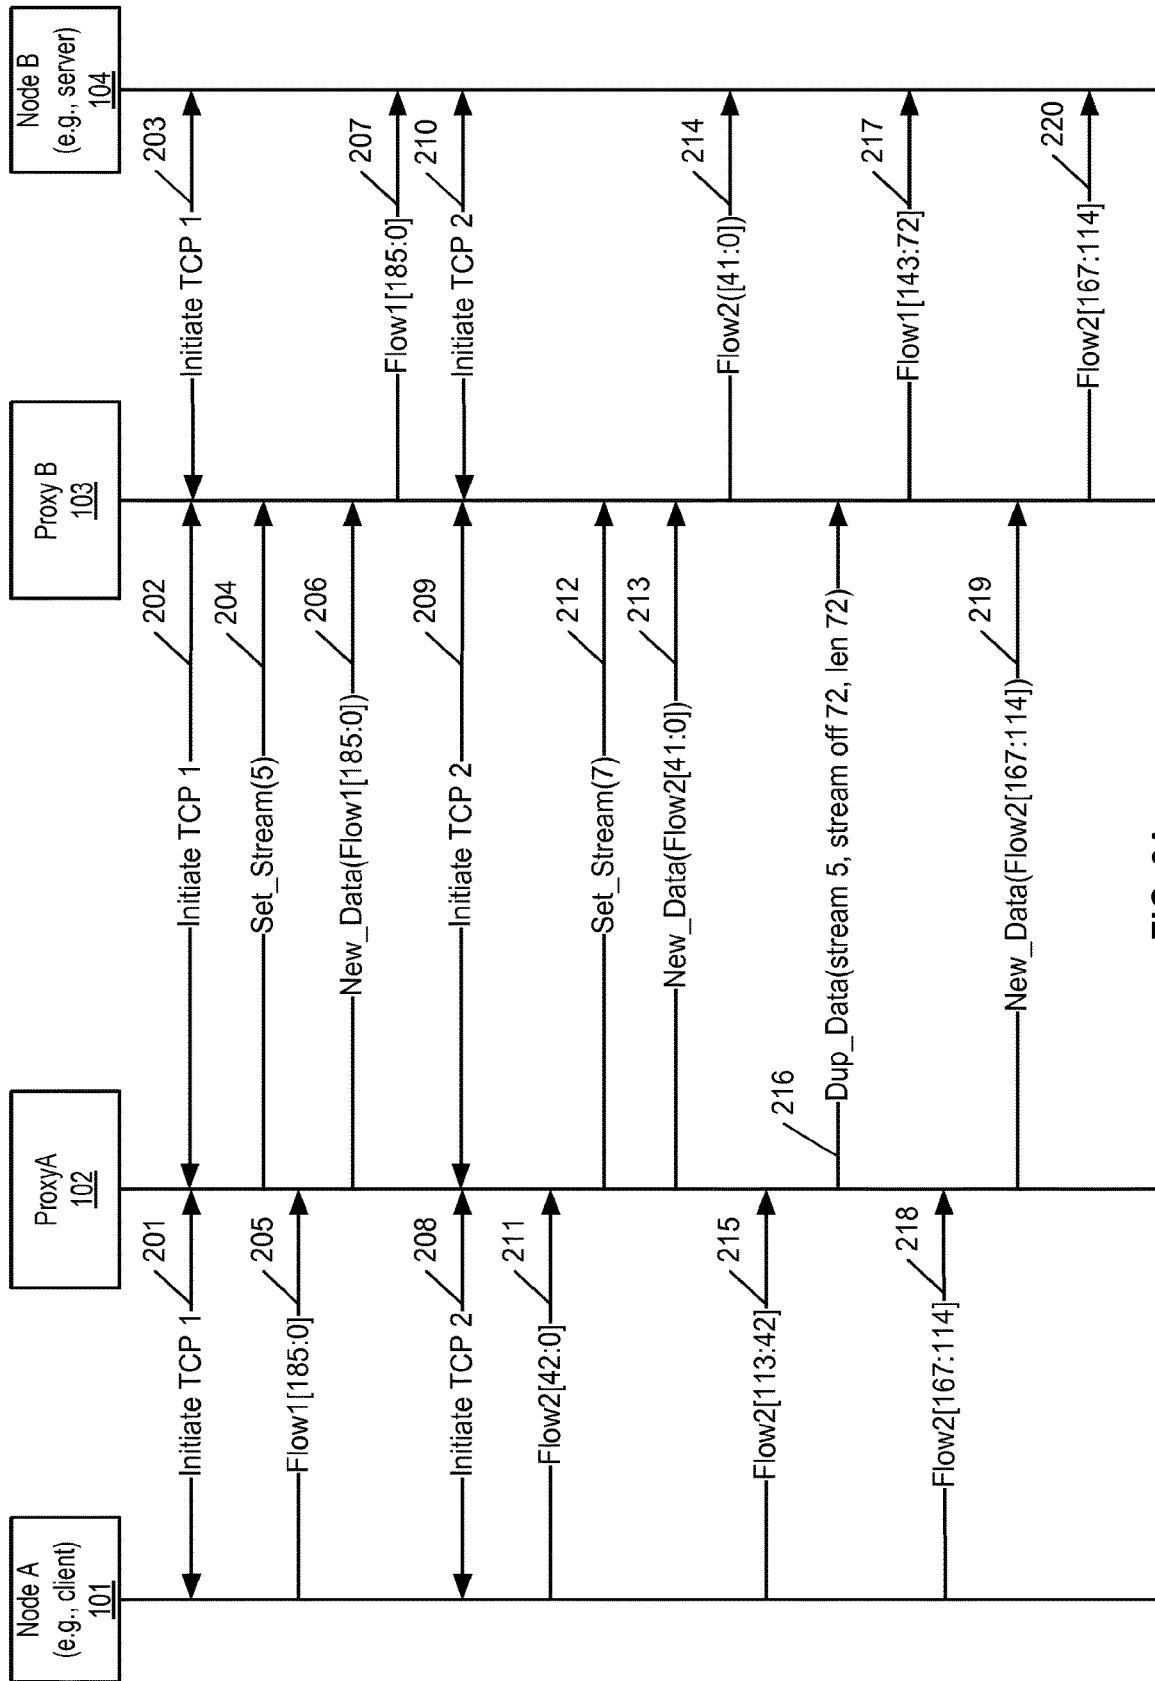 Node A
(e.g., client)
101
ProxyA
102
Proxy B
103
Node B
(e.g., server)
104
Initiate TCP 1
201
Initiate TCP 1
202
Initiate TCP 1
203
Set_Stream(5)
204
Flow1[185:0]
205
New_Data(Flow1[185:0])
206
Flow1[185:0]
207
Initiate TCP 2
208
Initiate TCP 2
209
Initiate TCP 2
210
Flow2[42:0]
211
Set_Stream(7)
212
New_Data(Flow2[41:0])
213
Flow2([41:0])
214
Flow2[113:42]
215
216
Dup_Data(stream 5, stream off 72, len 72)
Flow1[143:72]
217
Flow2[167:114]
218
New_Data(Flow2[167:114])
219
Flow2[167:114]
220